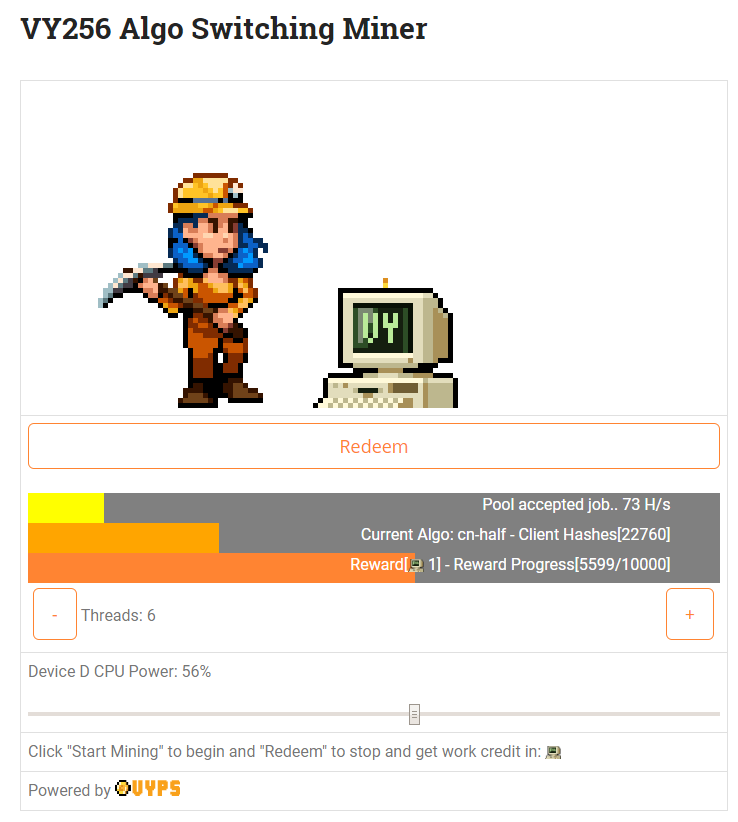 VY256 Algo Switching Miner
VY
Redeem
Pool accepted job.. 73 H/s
Current Algo: cn-half - Client Hashes[22760]
Reward[ 1] - Reward Progress[5599/10000]
- Threads: 6 +
Device D CPU Power: 56%
Click "Start Mining" to begin and "Redeem" to stop and get work credit in:
Powered by VYPS